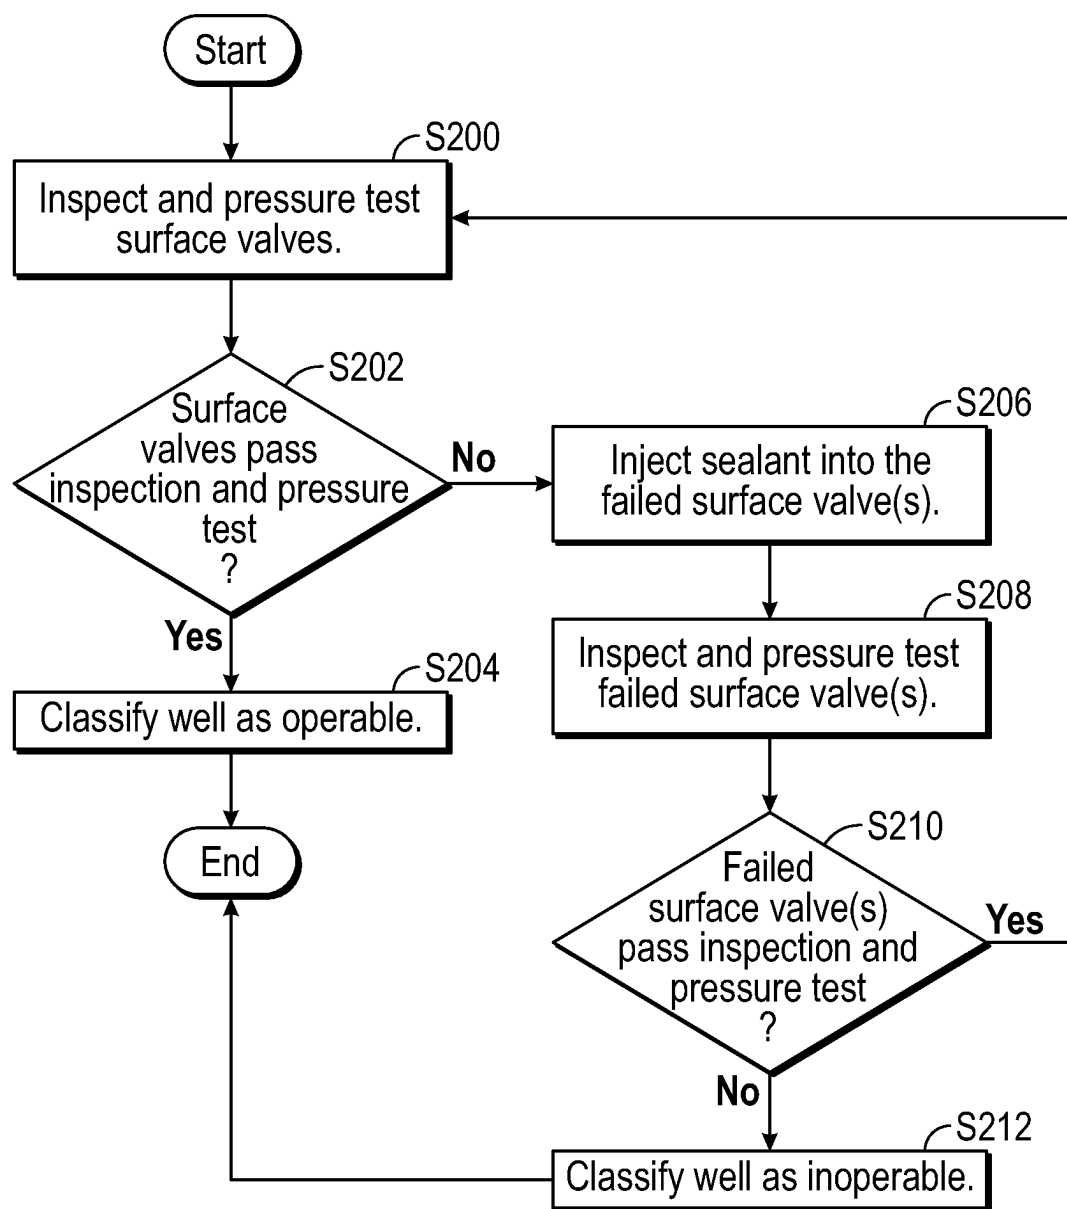 Start
S200
Inspect and pressure test
surface valves.
S202
Surface
valves pass
inspection and pressure
test
?
No
Yes
S204
Classify well as operable.
End
S206
Inject sealant into the
failed surface valve(s).
S208
Inspect and pressure test
failed surface valve(s).
S210
Failed
surface valve(s)
pass inspection and
pressure test
?
Yes
No
S212
Classify well as inoperable.